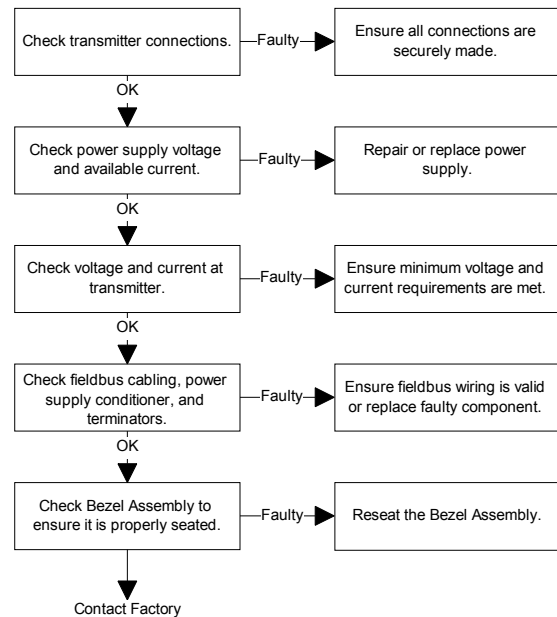 Check transmitter connections.
Faulty
Ensure all connections are
securely made.
OK
Check power supply voltage
and available current.
Faulty
Repair or replace power
supply.
OK
Check voltage and current at
transmitter.
Faulty
Ensure minimum voltage and
current requirements are met.
OK
Check fieldbus cabling, power
supply conditioner, and
terminators.
Faulty
Ensure fieldbus wiring is valid
or replace faulty component.
OK
Check Bezel Assembly to
ensure it is properly seated.
Faulty
Reseat the Bezel Assembly.
Contact Factory